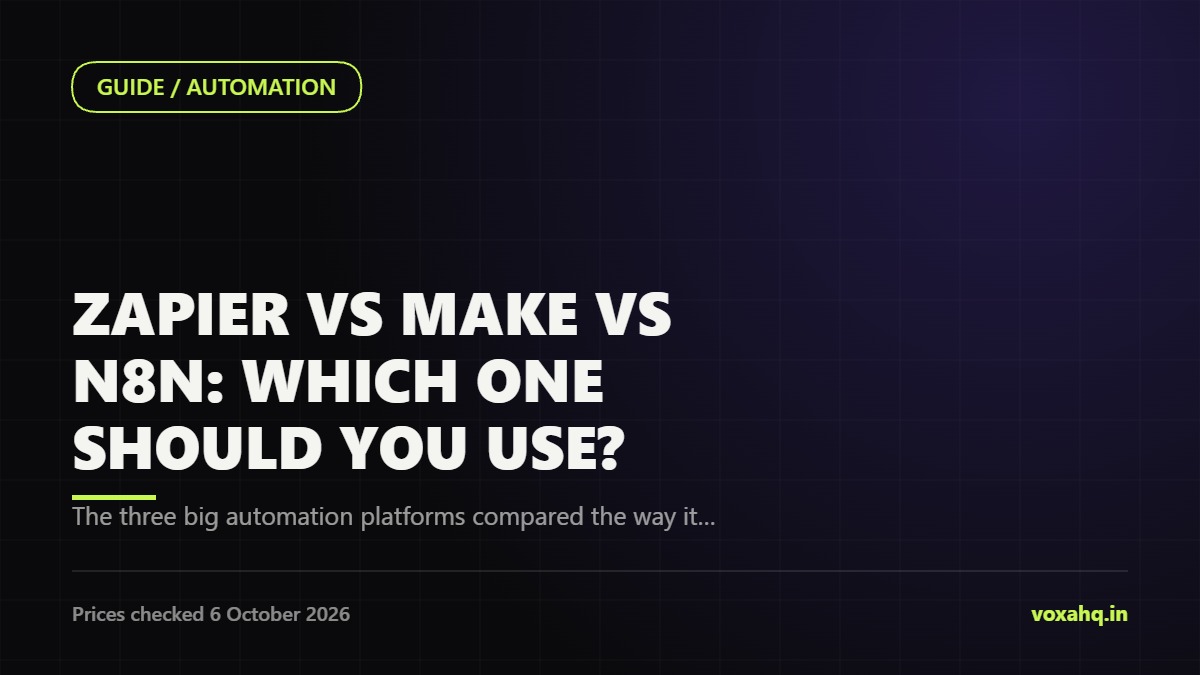 GUIDE / AUTOMATION
ZAPIER VS MAKE VS
N8N: WHICH ONE
SHOULD YOU USE?
The three big automation platforms compared the way it...
Prices checked 6 October 2026
voxahq.in